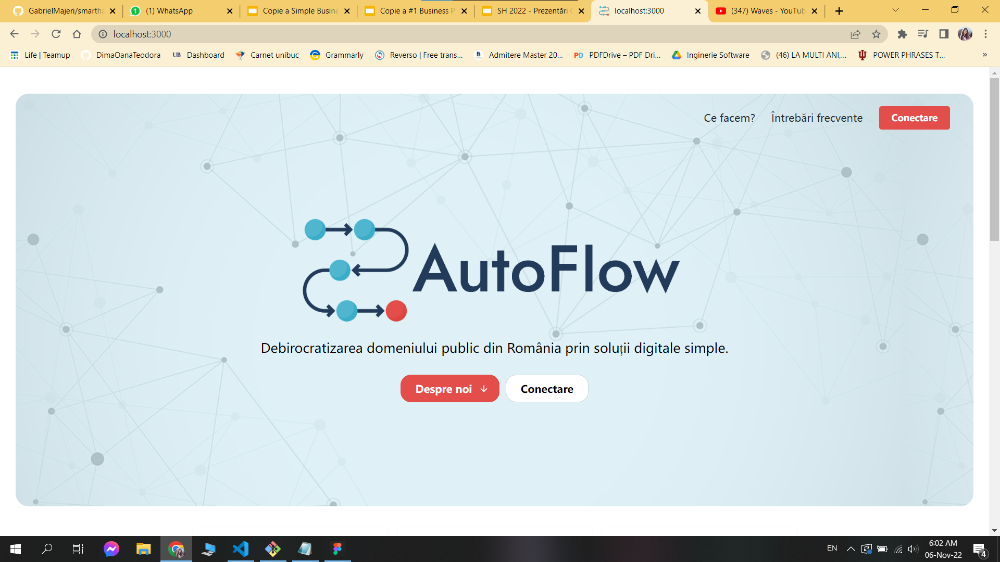 GabrielMajeri/smartha
(1) WhatsApp
Copie a Simple Busine
Copie a #1 Business P
SH 2022 - Prezentări
localhost:3000
(347) Waves - YouTub
localhost:3000
Life | Teamup
DimaOanaTeodora
UB Dashboard
Carnet unibuc
Grammarly
Reverso | Free trans...
Admitere Master 20...
PD PDFDrive – PDF Dri...
Inginerie Software
(46) LA MULTI ANI,...
POWER PHRASES T...
»
Ce facem?
Întrebări frecvente
Conectare
AutoFlow
Debirocratizarea domeniului public din România prin soluții digitale simple.
Despre noi
Conectare
EN
6:02 AM
06-Nov-22
4